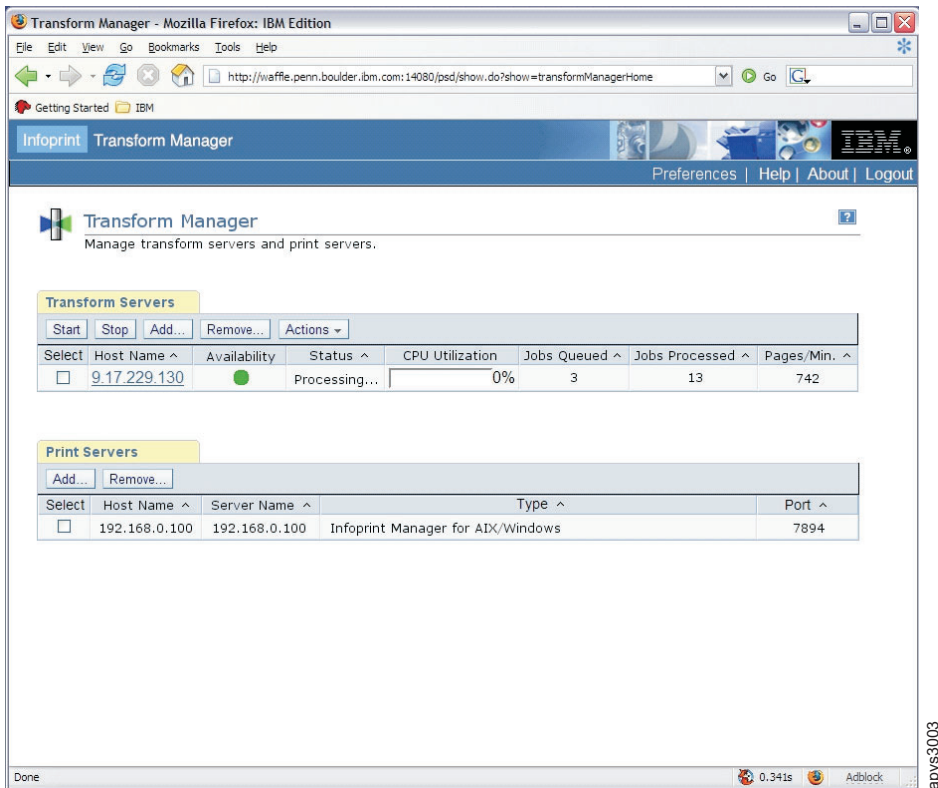 Transform Manager - Mozilla Firefox: IBM Edition
File Edit View Go Bookmarks Tools Help
http://waffle.penn.boulder.ibm.com:14080/psd/show.do?show=transformManagerHome Go G
Getting Started IBM
Infoprint Transform Manager IBM®
Preferences | Help | About | Logout
Transform Manager ?
Manage transform servers and print servers.
Transform Servers
Start Stop Add... Remove... Actions
Select Host Name ^ Availability Status ^ CPU Utilization Jobs Queued ^ Jobs Processed ^ Pages/Min. ^
9.17.229.130 Processing... 0% 3 13 742
Print Servers
Add... Remove...
Select Host Name ^ Server Name ^ Type ^ Port ^
192.168.0.100 192.168.0.100 Infoprint Manager for AIX/Windows 7894
Done 0.341s Adblock
apvs3003